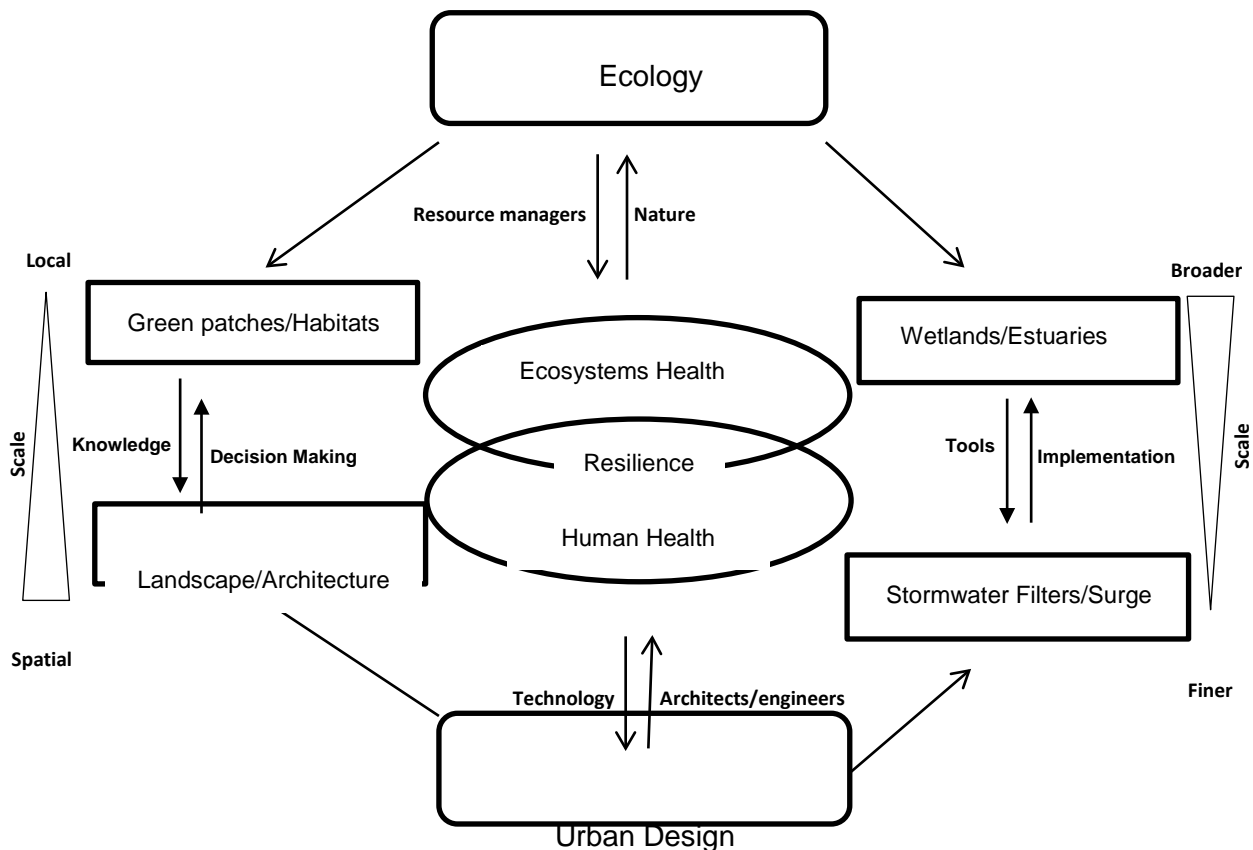 Ecology
Resource managers
Nature
Local
Broader
Green patches/Habitats
Wetlands/Estuaries
Ecosystems Health
Scale
Knowledge
Decision Making
Resilience
Tools
Implementation
Scale
Human Health
Landscape/Architecture
Stormwater Filters/Surge
Spatial
Finer
Technology
Architects/engineers
Urban Design